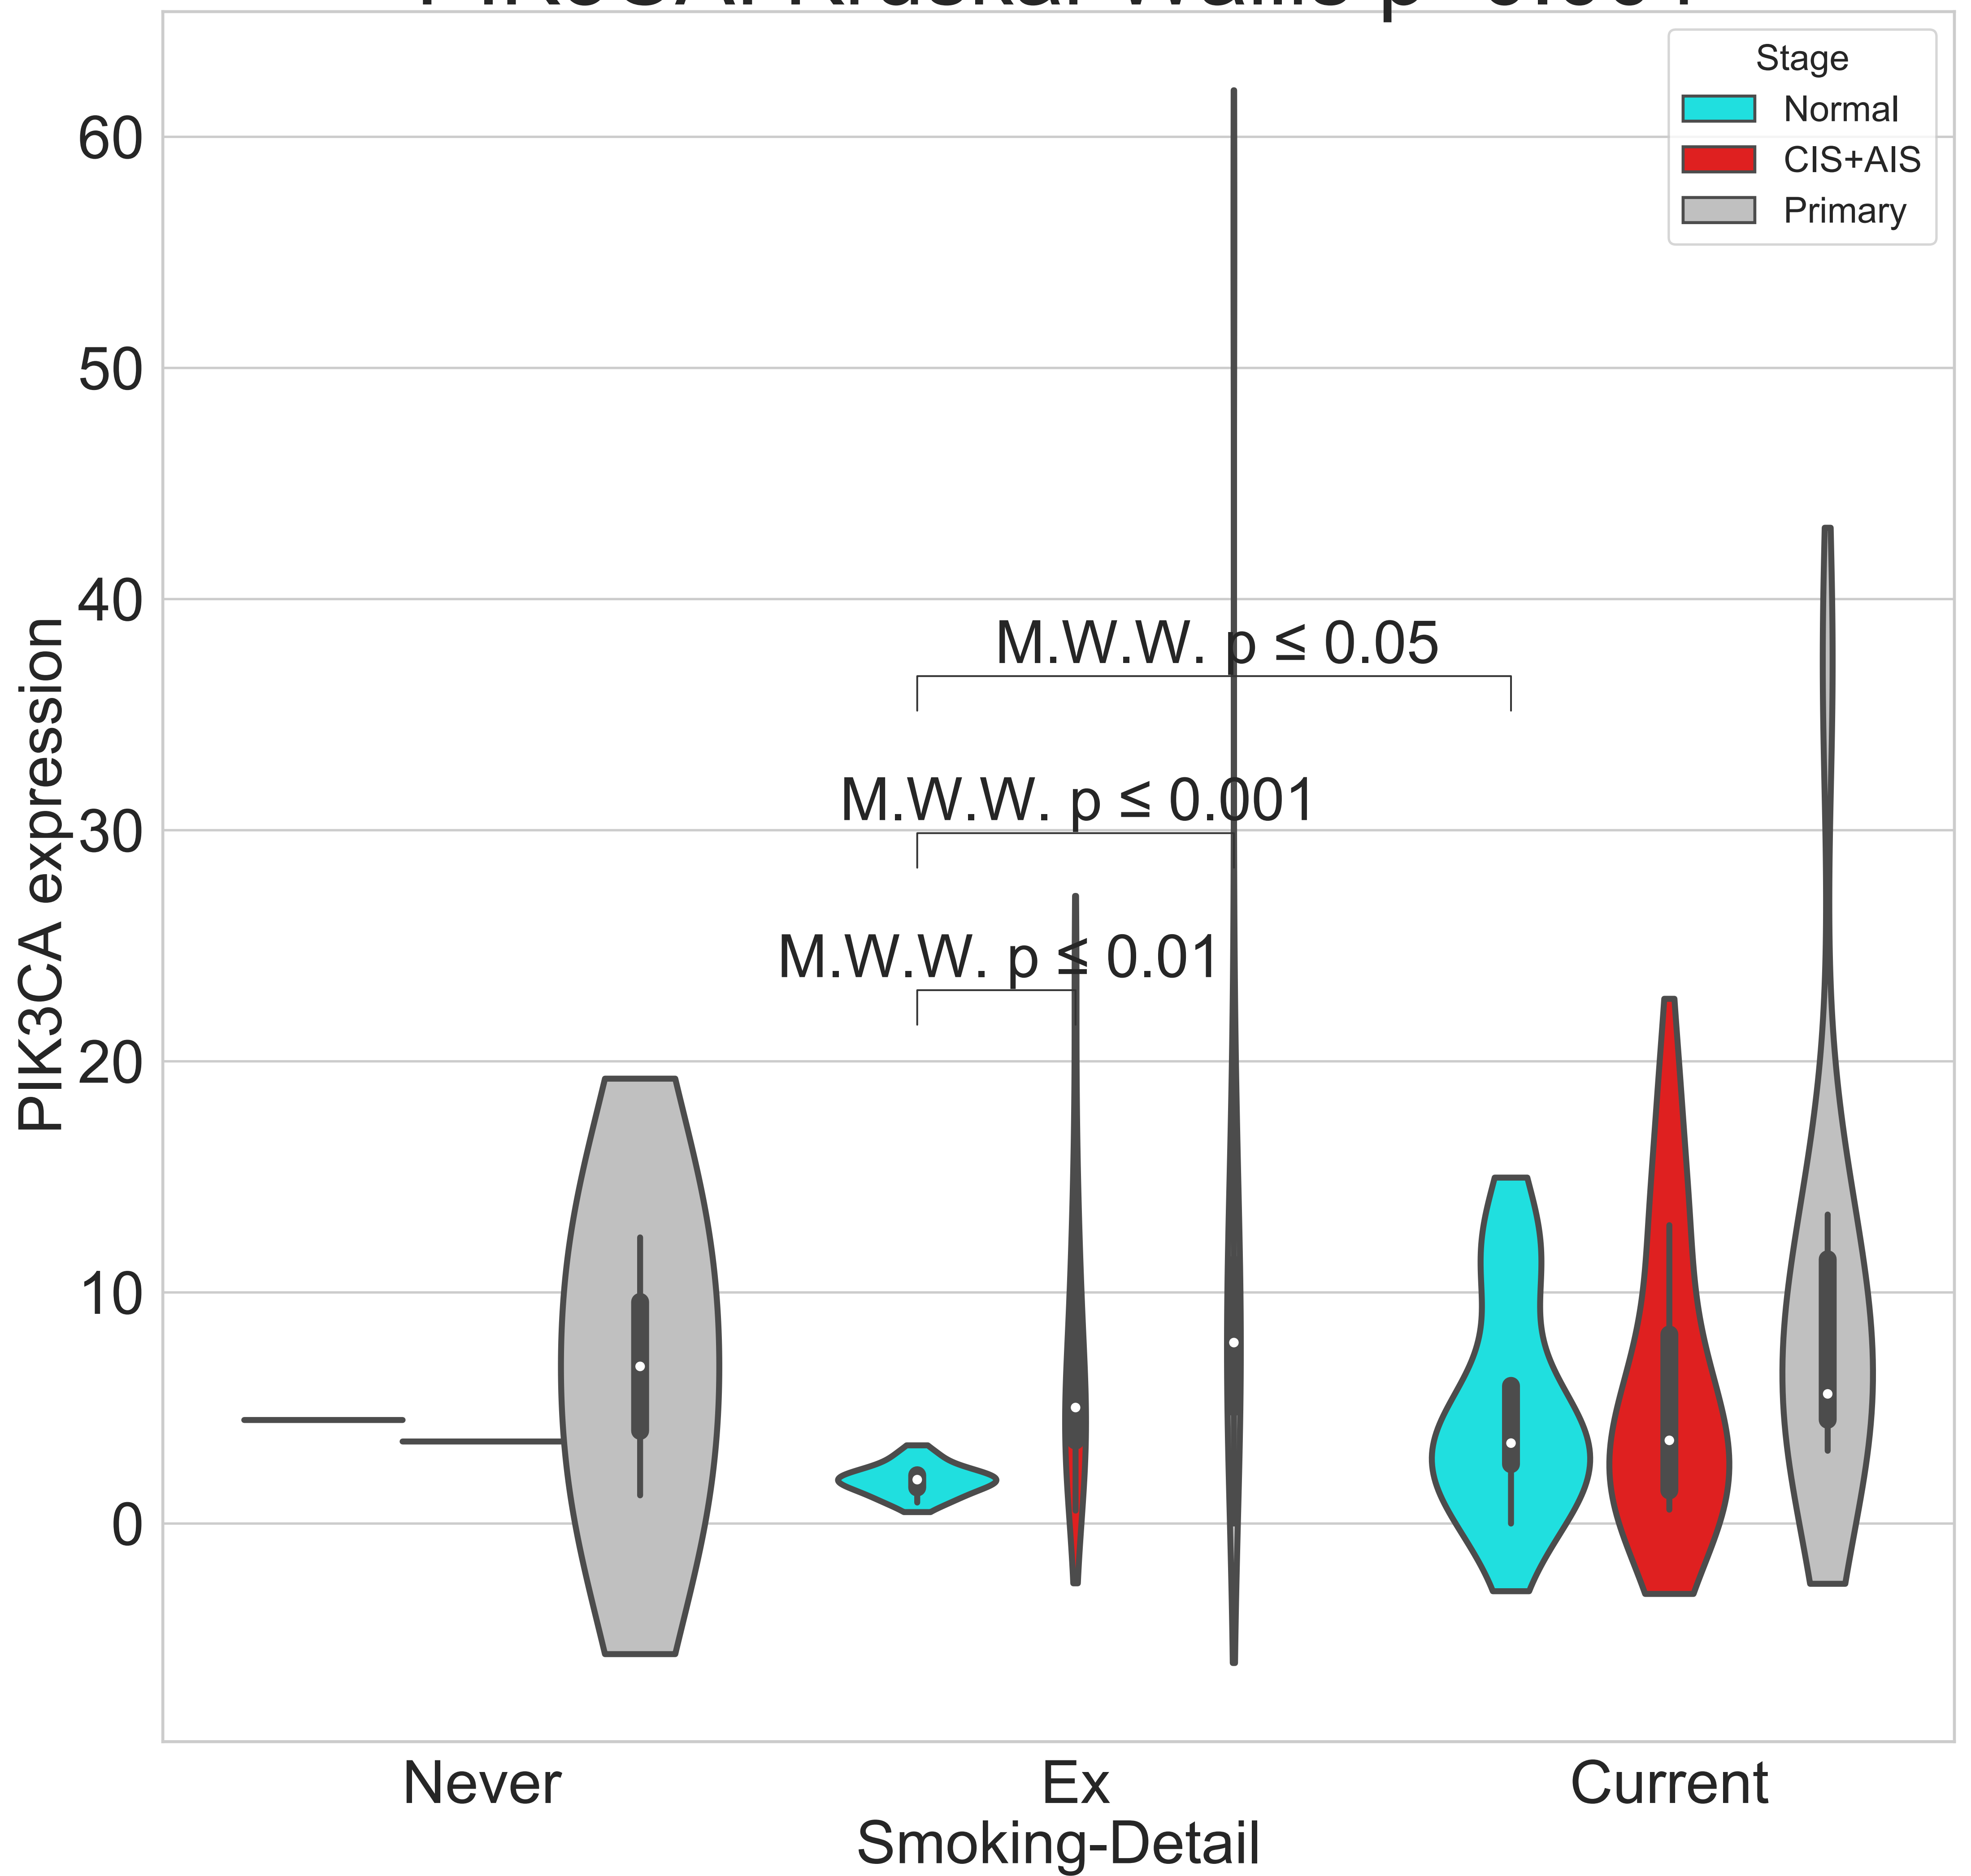 Stage
Normal
CIS+AIS
Primary
60
50
40
30
20
10
0
PIK3CA expression
M.W.W. p ≤ 0.05
M.W.W. p ≤ 0.001
M.W.W. p ≤ 0.01
Never
Ex
Current
Smoking-Detail